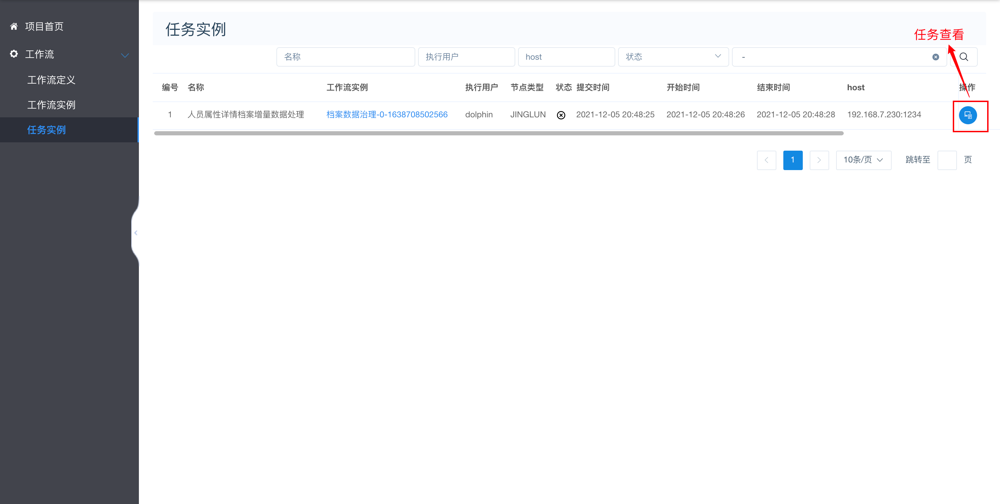 项目首页
工作流
工作流定义
工作流实例
任务实例
任务实例
任务查看
名称 执行用户 host 状态 -
编号 名称 工作流实例 执行用户 节点类型 状态 提交时间 开始时间 结束时间 host 操作
1 人员属性详情档案增量数据处理 档案数据治理-0-1638708502566 dolphin JINGLUN 2021-12-05 20:48:25 2021-12-05 20:48:26 2021-12-05 20:48:28 192.168.7.230:1234
1 10条/页 跳转至 页